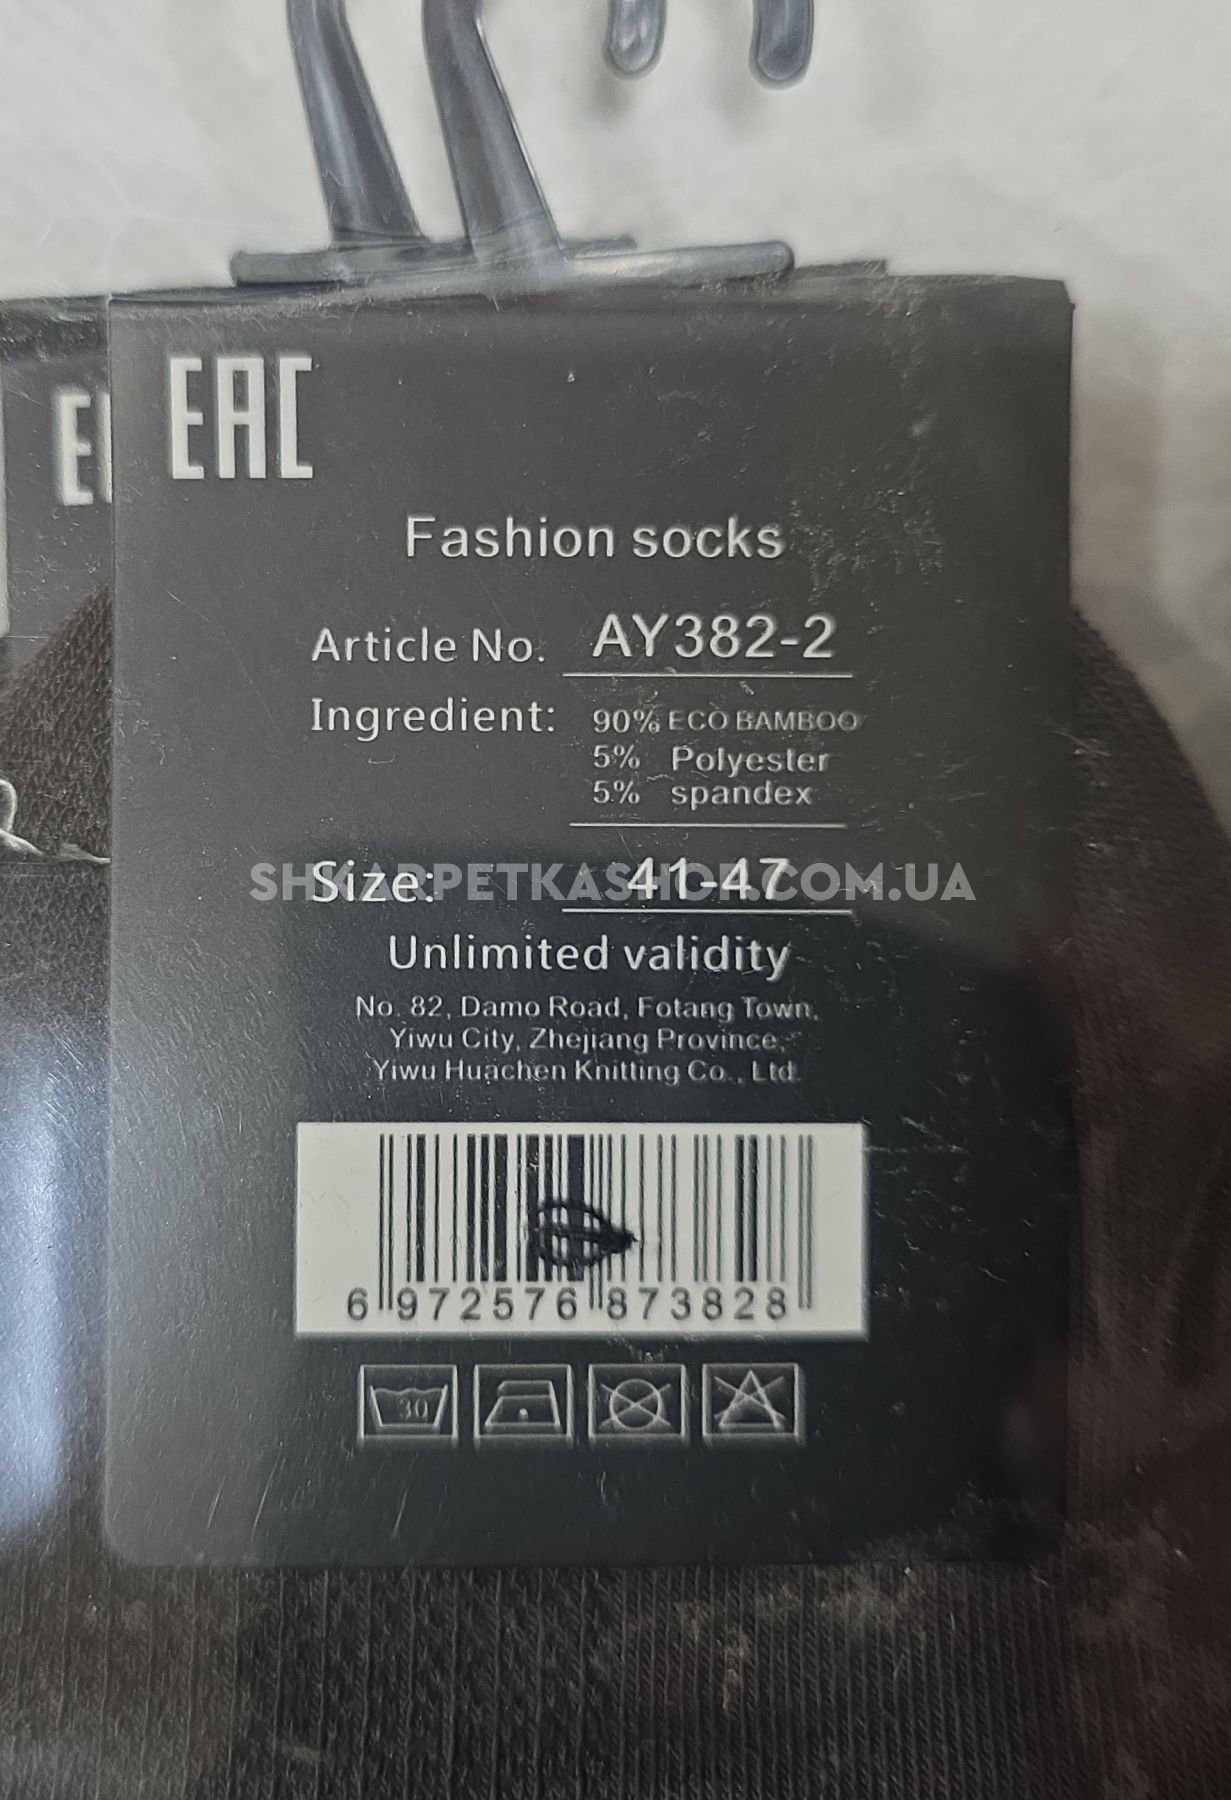 EAC
Fashion socks
Article No. AY382-2
Ingredient: 90% ECO BAMBOO
5% Polyester
5% spandex
Size: 41-47
SHKARPETKASHOP.COM.UA
Unlimited validity
No. 82, Damo Road, Fotang Town,
Yiwu City, Zhejiang Province,
Yiwu Huachen Knitting Co., Ltd.
6 972576 873828
30